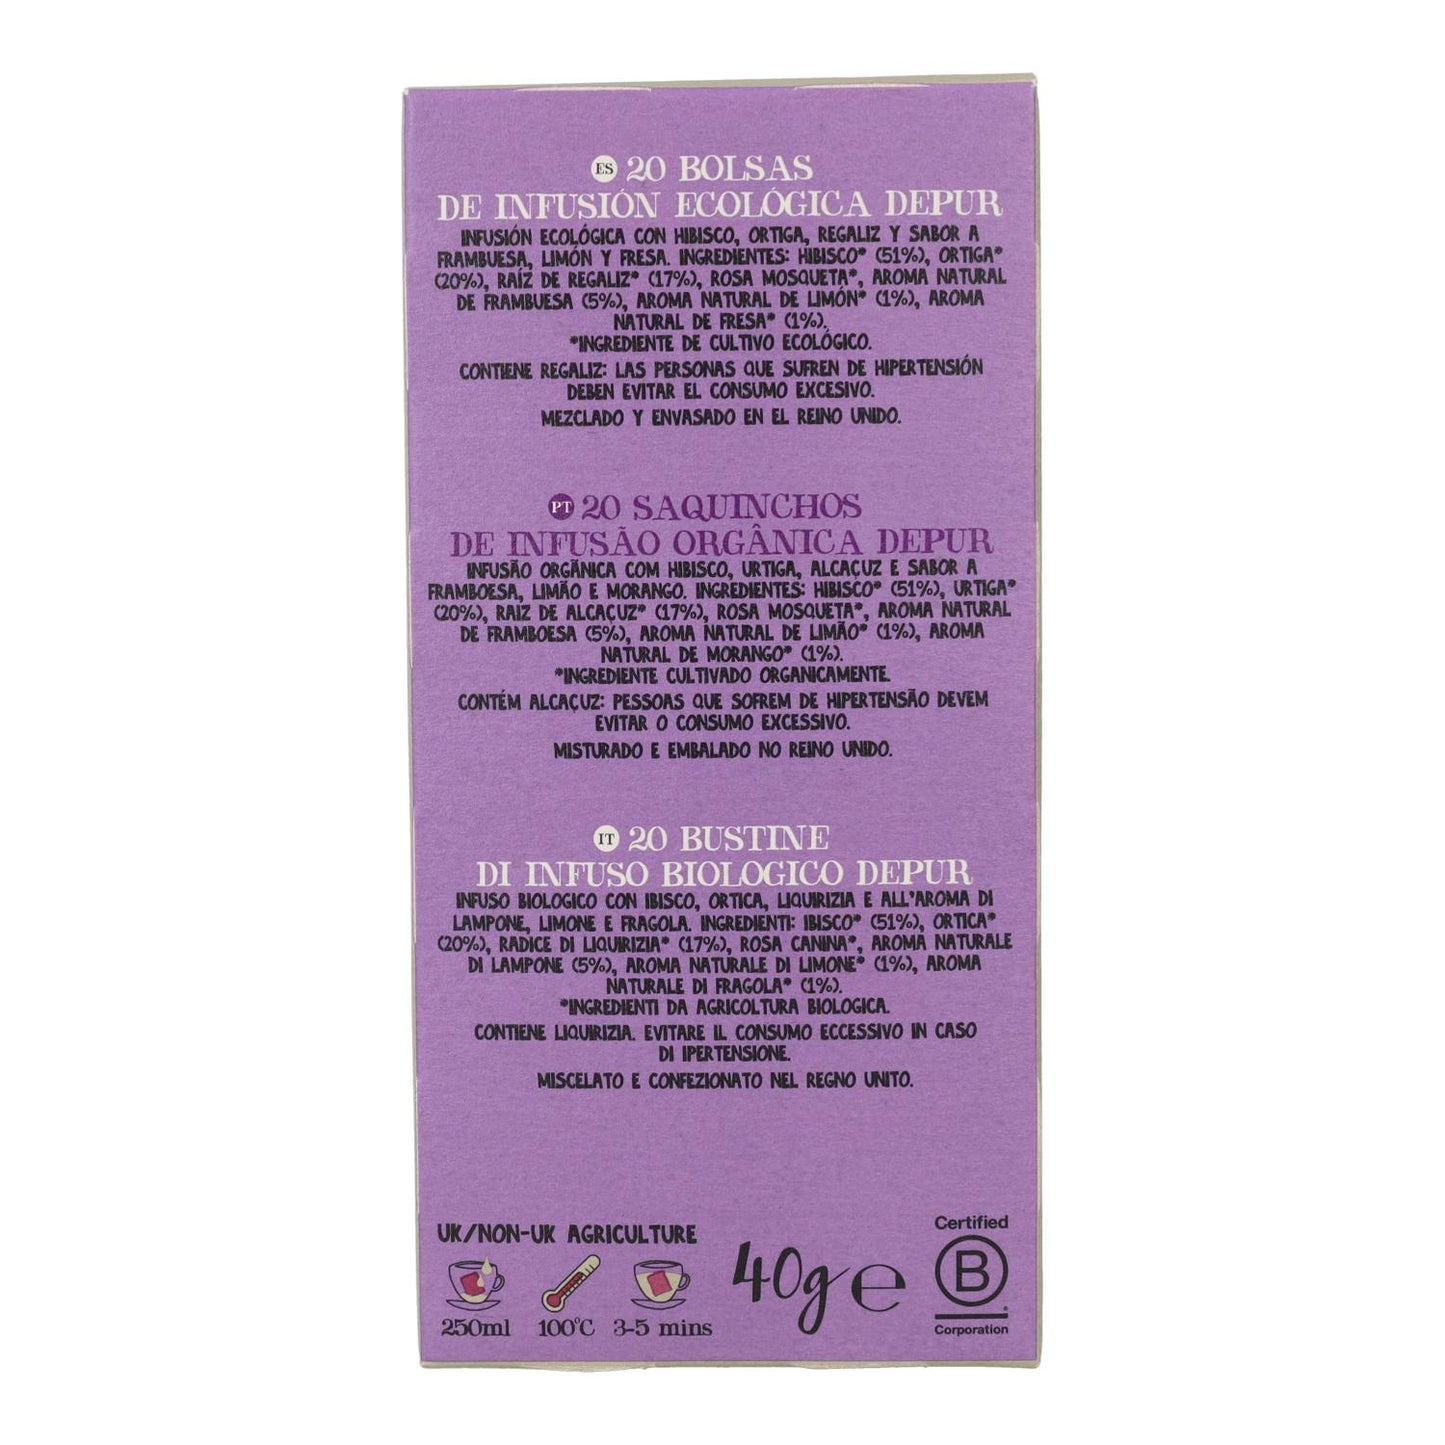 ES 20 BOLSAS
DE INFUSIÓN ECOLÓGICA DEPUR
INFUSIÓN ECOLÓGICA CON HIBISCO, ORTIGA, REGALIZ Y SABOR A
FRAMBUESA, LIMÓN Y FRESA. INGREDIENTES: HIBISCO* (51%), ORTIGA*
(20%), RAÍZ DE REGALIZ* (17%), ROSA MOSQUETA*, AROMA NATURAL
DE FRAMBUESA (5%), AROMA NATURAL DE LIMÓN* (1%), AROMA
NATURAL DE FRESA* (1%).
*INGREDIENTE DE CULTIVO ECOLÓGICO.
CONTIENE REGALIZ: LAS PERSONAS QUE SUFREN DE HIPERTENSIÓN
DEBEN EVITAR EL CONSUMO EXCESIVO.
MEZCLADO Y ENVASADO EN EL REINO UNIDO.
PT 20 SAQUINCHOS
DE INFUSÃO ORGÂNICA DEPUR
INFUSÃO ORGÃNICA COM HIBISCO, URTIGA, ALCAÇUZ E SABOR A
FRAMBOESA, LIMÃO E MORANGO. INGREDIENTES: HIBISCO* (51%), URTIGA*
(20%), RAIZ DE ALCAÇUZ* (17%), ROSA MOSQUETA*, AROMA NATURAL
DE FRAMBOESA (5%), AROMA NATURAL DE LIMÃO* (1%), AROMA
NATURAL DE MORANGO* (1%).
*INGREDIENTE CULTIVADO ORGANICAMENTE.
CONTÉM ALCAÇUZ: PESSOAS QUE SOFREM DE HIPERTENSÃO DEVEM
EVITAR O CONSUMO EXCESSIVO.
MISTURADO E EMBALADO NO REINO UNIDO.
IT 20 BUSTINE
DI INFUSO BIOLOGICO DEPUR
INFUSO BIOLOGICO CON IBISCO, ORTICA, LIQUIRIZIA E ALL'AROMA DI
LAMPONE, LIMONE E FRAGOLA. INGREDIENTI: IBISCO* (51%), ORTICA*
(20%), RADICE DI LIQUIRIZIA* (17%), ROSA CANINA*, AROMA NATURALE
DI LAMPONE (5%), AROMA NATURALE DI LIMONE* (1%), AROMA
NATURALE DI FRAGOLA* (1%).
*INGREDIENTI DA AGRICOLTURA BIOLOGICA.
CONTIENE LIQUIRIZIA. EVITARE IL CONSUMO ECCESSIVO IN CASO
DI IPERTENSIONE.
MISCELATO E CONFEZIONATO NEL REGNO UNITO.
UK/NON-UK AGRICULTURE
250ml 100°C 3-5 mins
40g e
Certified
B
®
Corporation